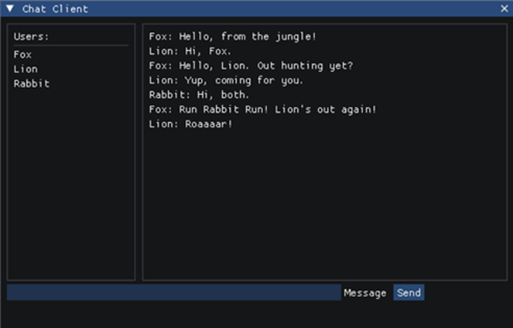 Chat Client
Users:
Fox
Lion
Rabbit
Fox: Hello, from the jungle!
Lion: Hi, Fox.
Fox: Hello, Lion. Out hunting yet?
Lion: Yup, coming for you.
Rabbit: Hi, both.
Fox: Run Rabbit Run! Lion's out again!
Lion: Roaaaar!
Message
Send